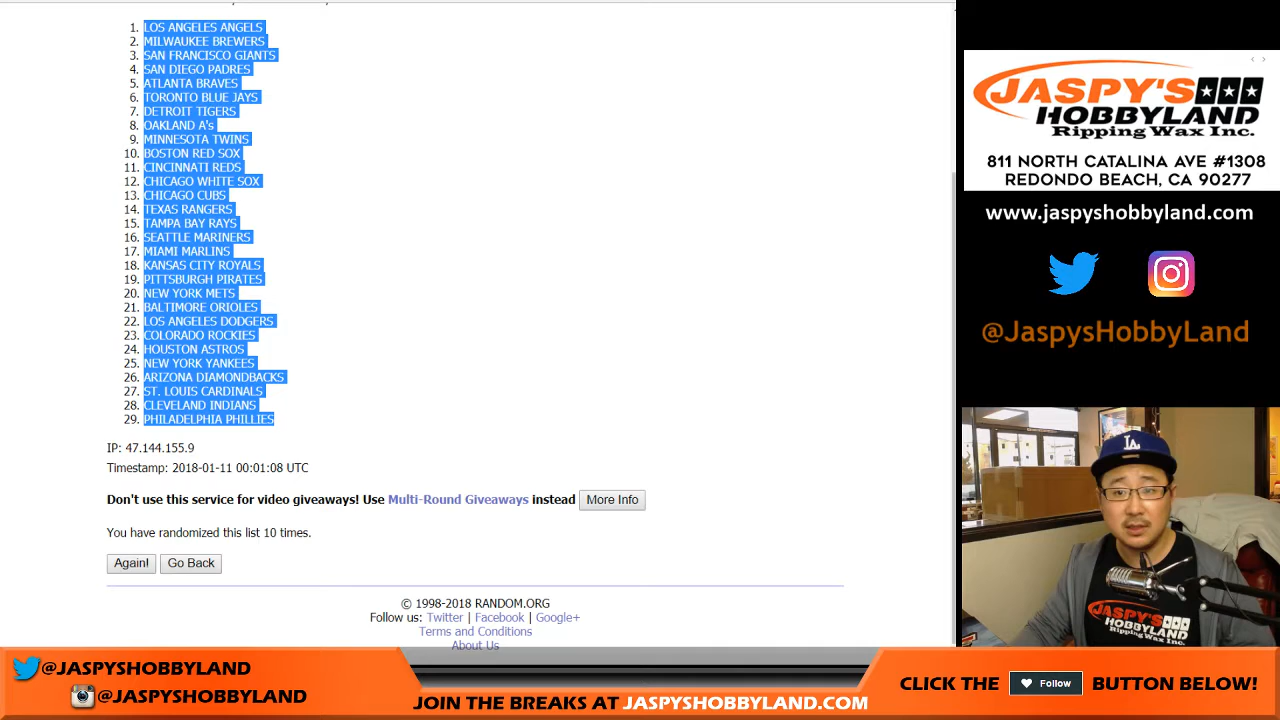 1. LOS ANGELES ANGELS
2. MILWAUKEE BREWERS
3. SAN FRANCISCO GIANTS
4. SAN DIEGO PADRES
5. ATLANTA BRAVES
6. TORONTO BLUE JAYS
7. DETROIT TIGERS
8. OAKLAND A's
9. MINNESOTA TWINS
10. BOSTON RED SOX
11. CINCINNATI REDS
12. CHICAGO WHITE SOX
13. CHICAGO CUBS
14. TEXAS RANGERS
15. TAMPA BAY RAYS
16. SEATTLE MARINERS
17. MIAMI MARLINS
18. KANSAS CITY ROYALS
19. PITTSBURGH PIRATES
20. NEW YORK METS
21. BALTIMORE ORIOLES
22. LOS ANGELES DODGERS
23. COLORADO ROCKIES
24. HOUSTON ASTROS
25. NEW YORK YANKEES
26. ARIZONA DIAMONDBACKS
27. ST. LOUIS CARDINALS
28. CLEVELAND INDIANS
29. PHILADELPHIA PHILLIES
IP: 47.144.155.9
Timestamp: 2018-01-11 00:01:08 UTC
Don't use this service for video giveaways! Use Multi-Round Giveaways instead More Info
You have randomized this list 10 times.
Again! Go Back
© 1998-2018 RANDOM.ORG
Follow us: Twitter | Facebook | Google+
Terms and Conditions
About Us
JASPY'S
HOBBYLAND
Ripping Wax Inc.
811 NORTH CATALINA AVE #1308
REDONDO BEACH, CA 90277
www.jaspyshobbyland.com
@JaspysHobbyLand
LA
JASPY'S
HOBBYLAND
Ripping Wax Inc.
@JASPYSHOBBYLAND
@JASPYSHOBBYLAND
JOIN THE BREAKS AT JASPYSHOBBYLAND.COM
CLICK THE Follow BUTTON BELOW!